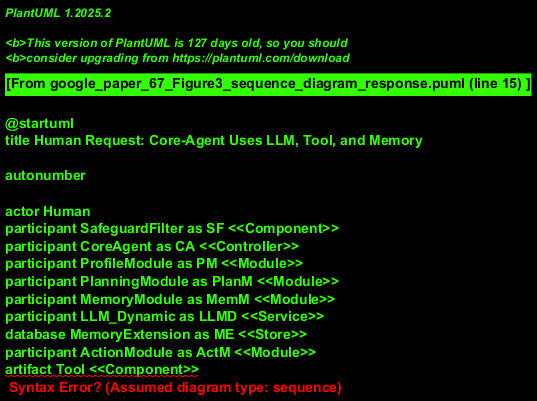 PlantUML 1.2025.2
<b>This version of PlantUML is 127 days old, so you should
<b>consider upgrading from https://plantuml.com/download
[From google_paper_67_Figure3_sequence_diagram_response.puml (line 15) ]
@startuml
title Human Request: Core-Agent Uses LLM, Tool, and Memory
autonumber
actor Human
participant SafeguardFilter as SF <<Component>>
participant CoreAgent as CA <<Controller>>
participant ProfileModule as PM <<Module>>
participant PlanningModule as PlanM <<Module>>
participant MemoryModule as MemM <<Module>>
participant LLM_Dynamic as LLMD <<Service>>
database MemoryExtension as ME <<Store>>
participant ActionModule as ActM <<Module>>
artifact Tool <<Component>>
Syntax Error? (Assumed diagram type: sequence)